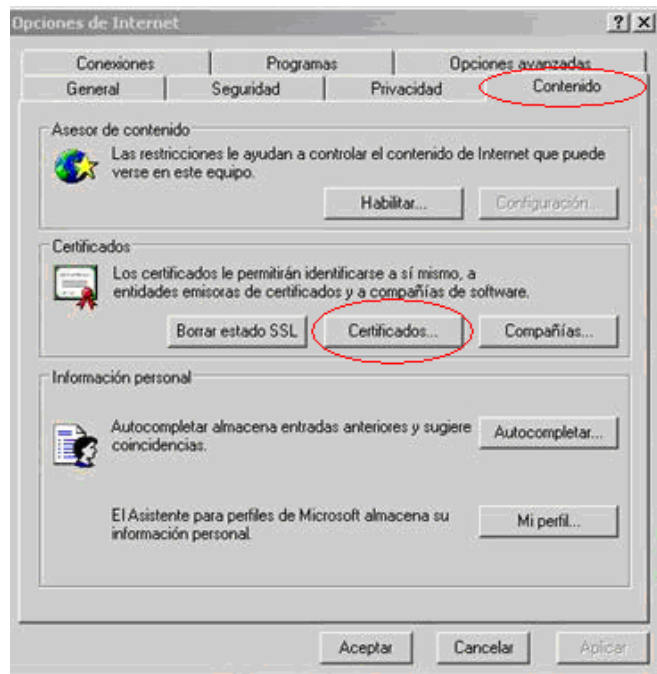 Opciones de Internet
Conexiones Programas Opciones avanzadas
General Seguridad Privacidad Contenido
Asesor de contenido
Las restricciones le ayudan a controlar el contenido de Internet que puede
verse en este equipo.
Habilitar... Configuración...
Certificados
Los certificados le permitirán identificarse a sí mismo, a
entidades emisoras de certificados y a compañías de software.
Borrar estado SSL Certificados... Compañías...
Información personal
Autocompletar almacena entradas anteriores y sugiere
coincidencias.
Autocompletar...
El Asistente para perfiles de Microsoft almacena su
información personal.
Mi perfil...
Aceptar Cancelar Aplicar